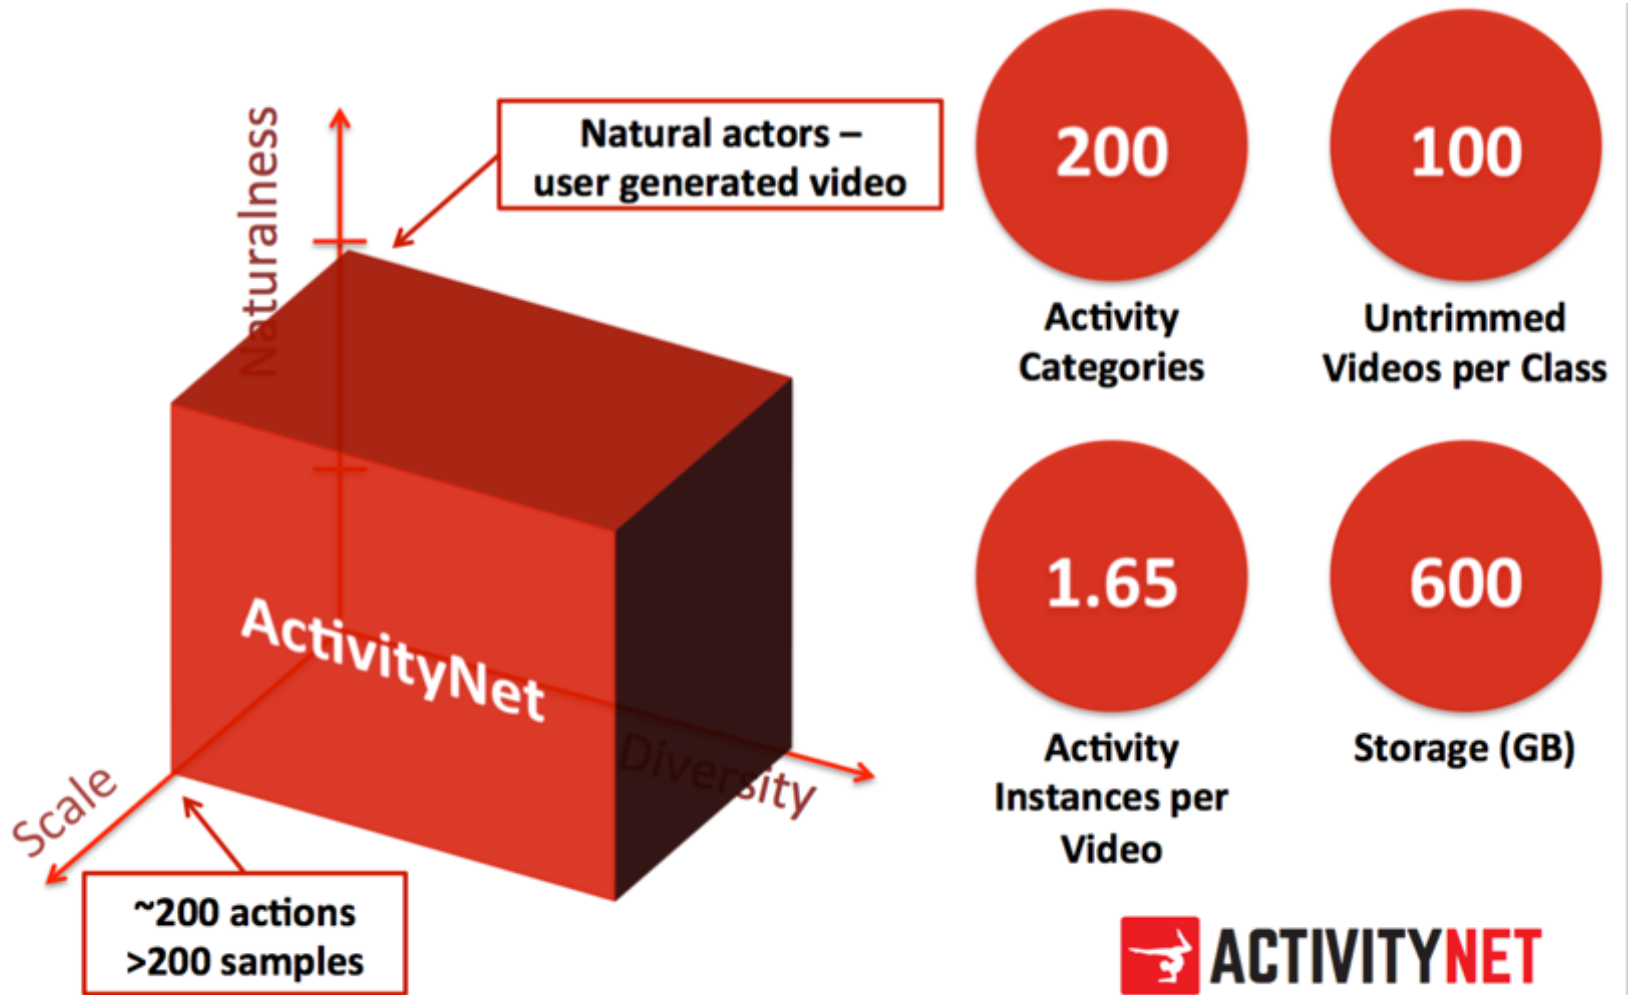 Naturalness
Natural actors –
user generated video
ActivityNet
Diversity
Scale
~200 actions
>200 samples
200
Activity
Categories
100
Untrimmed
Videos per Class
1.65
Activity
Instances per
Video
600
Storage (GB)
ACTIVITYNET